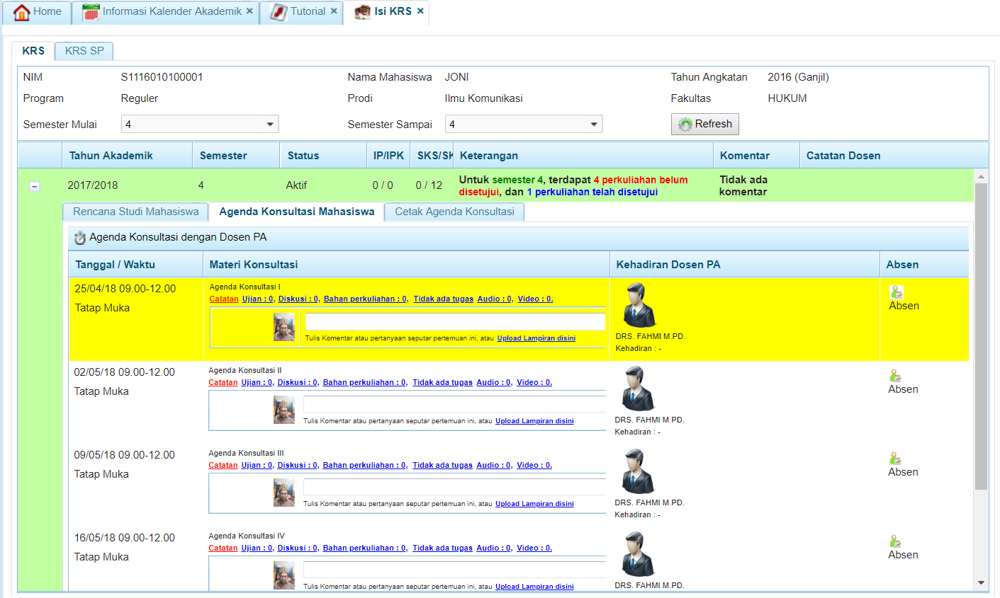 Home Informasi Kalender Akademik Tutorial Isi KRS
KRS KRS SP
NIM S1116010100001 Nama Mahasiswa JONI Tahun Angkatan 2016 (Ganjil)
Program Reguler Prodi Ilmu Komunikasi Fakultas HUKUM
Semester Mulai 4 Semester Sampai 4 Refresh
Tahun Akademik Semester Status IP/IPK SKS/SK Keterangan Komentar Catatan Dosen
2017/2018 4 Aktif 0 / 0 0 / 12 Untuk semester 4, terdapat 4 perkuliahan belum Tidak ada
disetujui, dan 1 perkuliahan telah disetujui komentar
Rencana Studi Mahasiswa Agenda Konsultasi Mahasiswa Cetak Agenda Konsultasi
Agenda Konsultasi dengan Dosen PA
Tanggal / Waktu Materi Konsultasi Kehadiran Dosen PA Absen
25/04/18 09.00-12.00 Agenda Konsultasi I
Catatan Ujian : 0, Diskusi : 0, Bahan perkuliahan : 0, Tidak ada tugas Audio : 0, Video : 0.
Tatap Muka Absen
Tulis Komentar atau pertanyaan seputar pertemuan ini, atau Upload Lampiran disini DRS. FAHMI M.PD.
Kehadiran : -
02/05/18 09.00-12.00 Agenda Konsultasi II
Catatan Ujian : 0, Diskusi : 0, Bahan perkuliahan : 0, Tidak ada tugas Audio : 0, Video : 0.
Tatap Muka Absen
Tulis Komentar atau pertanyaan seputar pertemuan ini, atau Upload Lampiran disini DRS. FAHMI M.PD.
Kehadiran : -
09/05/18 09.00-12.00 Agenda Konsultasi III
Catatan Ujian : 0, Diskusi : 0, Bahan perkuliahan : 0, Tidak ada tugas Audio : 0, Video : 0.
Tatap Muka Absen
Tulis Komentar atau pertanyaan seputar pertemuan ini, atau Upload Lampiran disini DRS. FAHMI M.PD.
Kehadiran : -
16/05/18 09.00-12.00 Agenda Konsultasi IV
Catatan Ujian : 0, Diskusi : 0, Bahan perkuliahan : 0, Tidak ada tugas Audio : 0, Video : 0.
Tatap Muka Absen
Tulis Komentar atau pertanyaan seputar pertemuan ini, atau Upload Lampiran disini DRS. FAHMI M.PD.